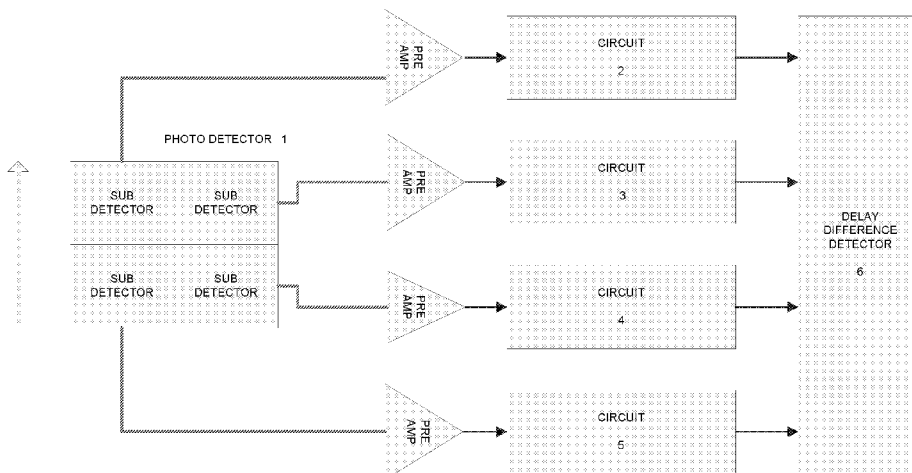 PRE
AMP
CIRCUIT
2
PHOTO DETECTOR 1
PRE
AMP
CIRCUIT
3
SUB
DETECTOR
SUB
DETECTOR
DELAY
DIFFERENCE
DETECTOR
6
SUB
DETECTOR
SUB
DETECTOR
PRE
AMP
CIRCUIT
4
PRE
AMP
CIRCUIT
5